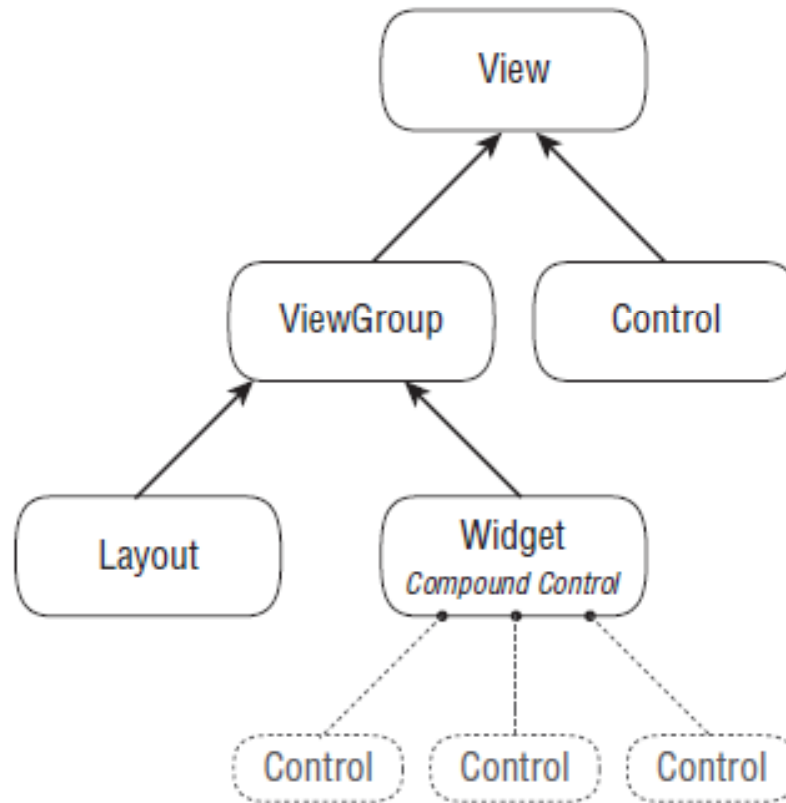 View
ViewGroup
Control
Layout
Widget
Compound Control
Control
Control
Control